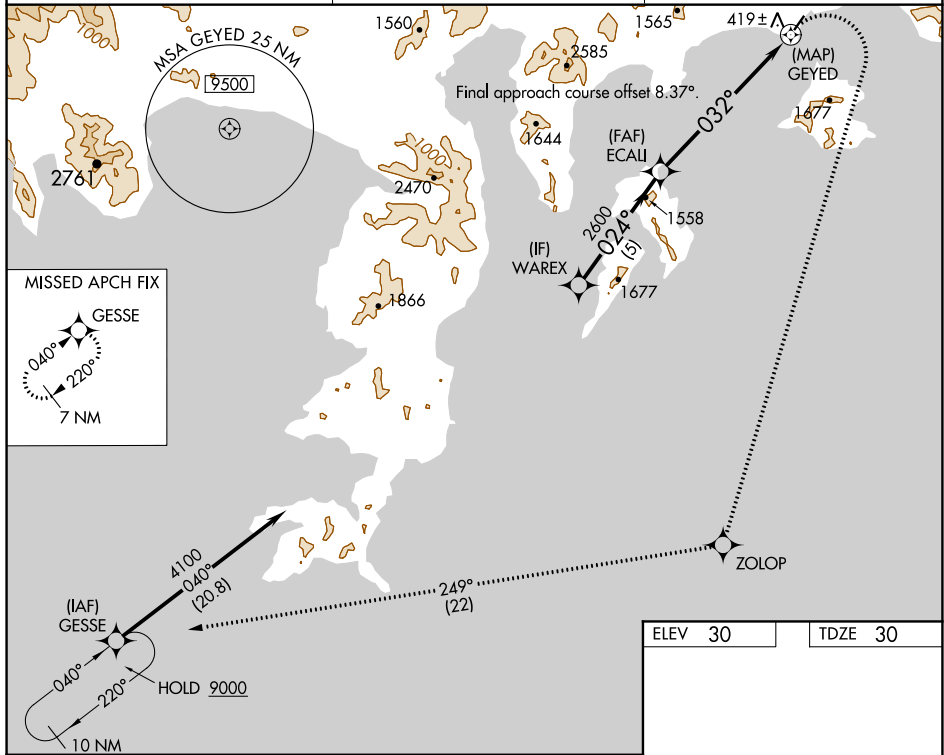 1560
1565
419±
1000
MSA GEYED 25 NM
9500
2585
(MAP)
GEYED
Final approach course offset 8.37°.
032°
1677
1644
(FAF)
ECALI
1000
2761
2470
2600
024°
(5)
1558
(IF)
WAREX
1677
MISSED APCH FIX
GESSE
040°
220°
7 NM
1866
4100
040°
(20.8)
ZOLOP
249°
(22)
(IAF)
GESSE
040°
220°
HOLD 9000
10 NM
ELEV 30
TDZE 30